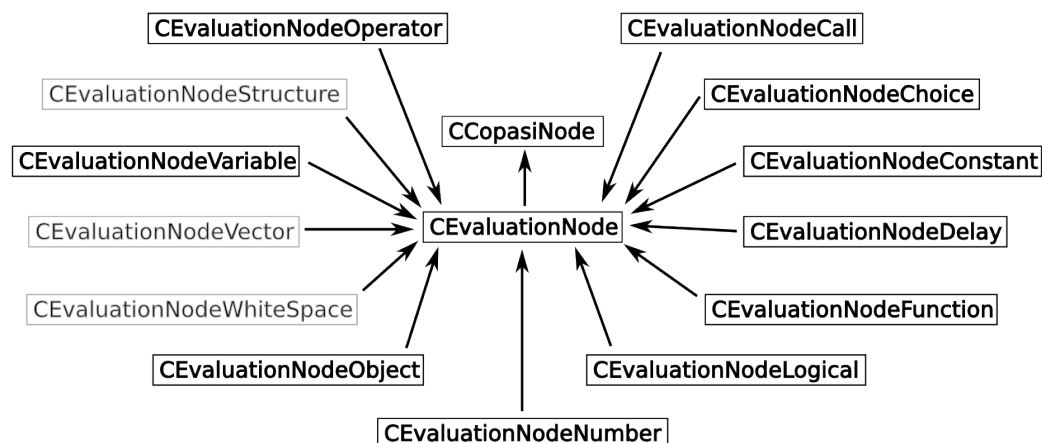 CEvaluationNodeOperator
CEvaluationNodeCall
CEvaluationNodeStructure
CEvaluationNodeChoice
CCopasiNode
CEvaluationNodeVariable
CEvaluationNodeConstant
CEvaluationNode
CEvaluationNodeVector
CEvaluationNodeDelay
CEvaluationNodeWhiteSpace
CEvaluationNodeFunction
CEvaluationNodeObject
CEvaluationNodeLogical
CEvaluationNodeNumber